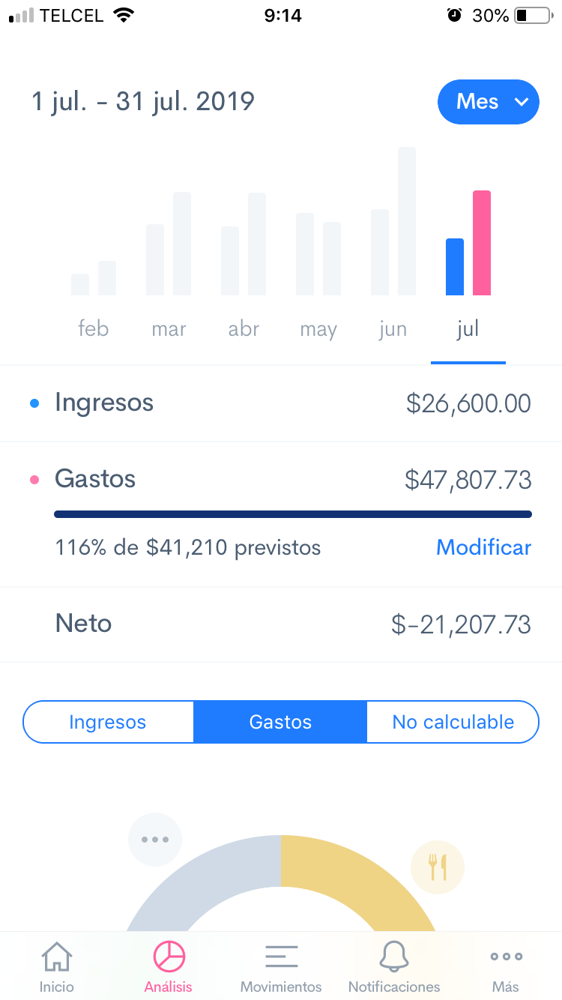 TELCEL 9:14 30%
1 jul. - 31 jul. 2019 Mes
feb mar abr may jun jul
Ingresos $26,600.00
Gastos $47,807.73
116% de $41,210 previstos Modificar
Neto $-21,207.73
Ingresos Gastos No calculable
Inicio Análisis Movimientos Notificaciones Más